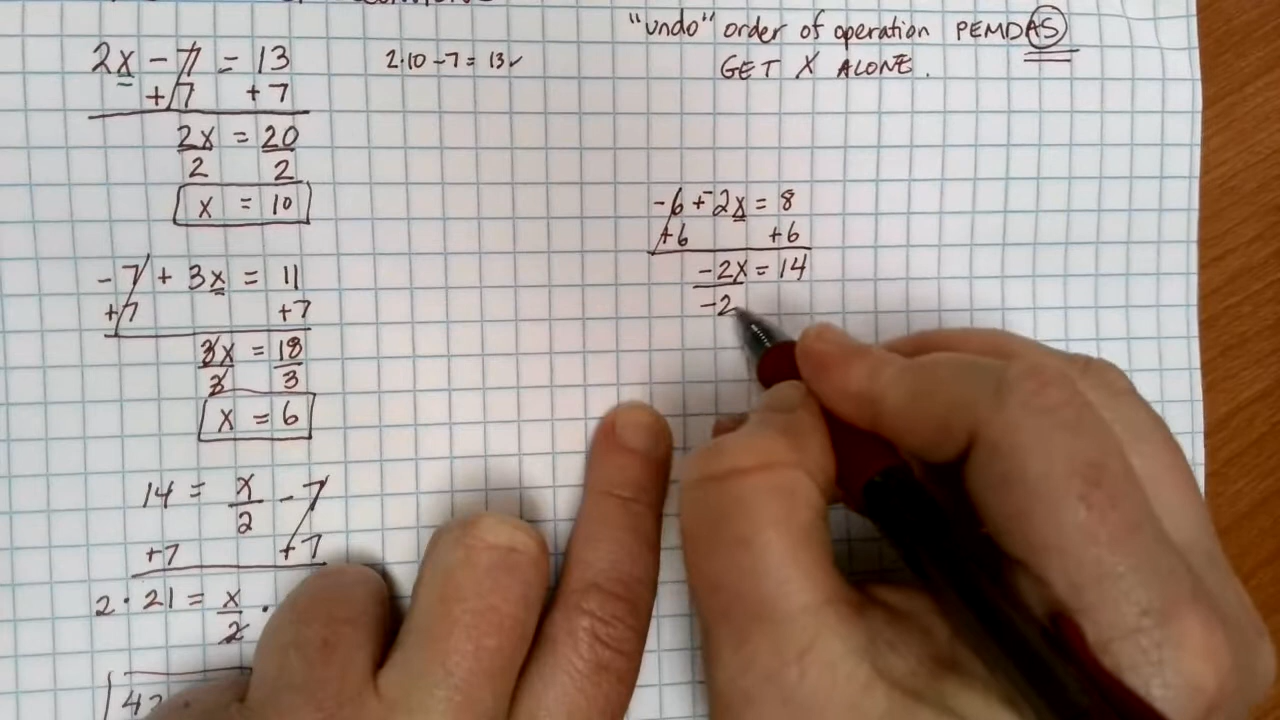 2x - 7 = 13
+7 +7
2x = 20
2 2
x = 10
2·10 - 7 = 13✓
"undo" order of operation PEMDAS
GET X ALONE.
-7 + 3x = 11
+7 +7
3x = 18
3 3
x = 6
14 = x/2 - 7
+7 +7
2 · 21 = x/2 ·
42
-6 + -2x = 8
+6 +6
-2x = 14
-2